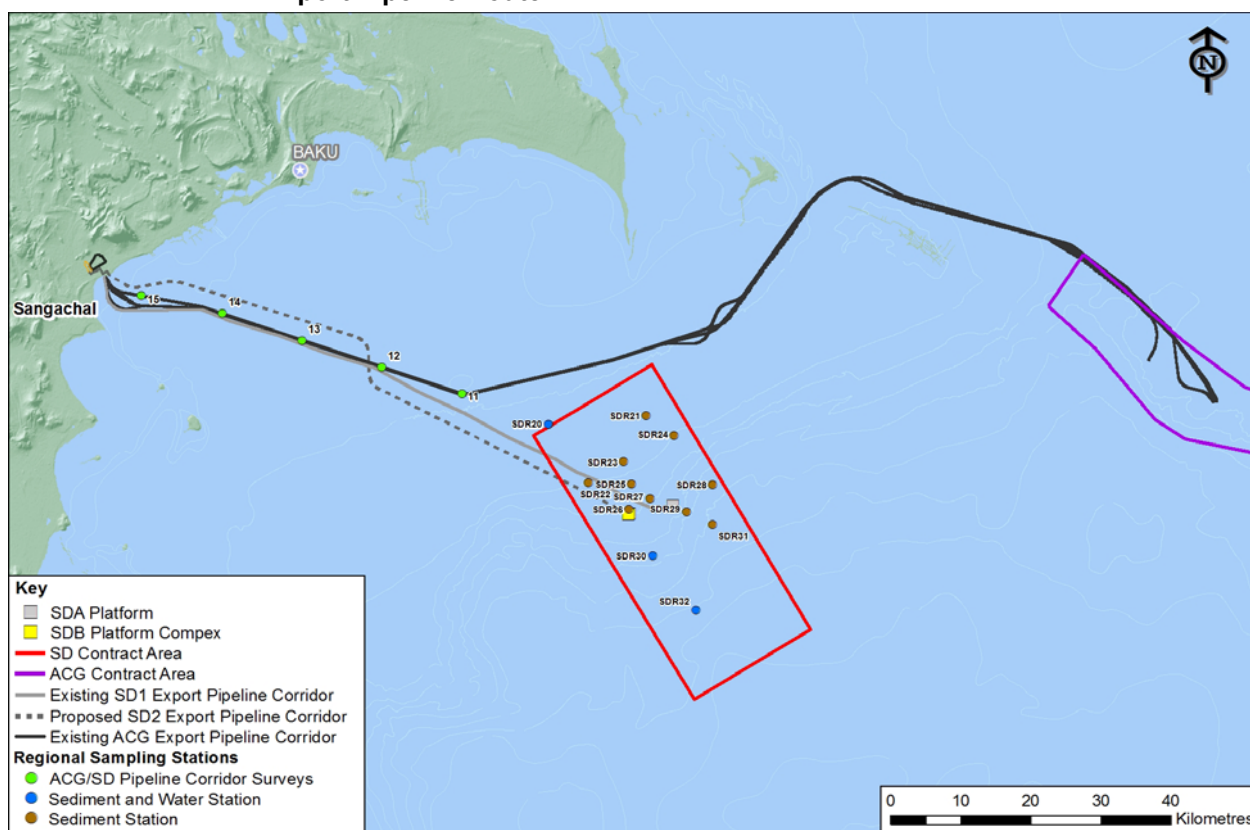 N
BAKU
Sangachal
15
14
13
12
11
SDR20
SDR21
SDR24
SDR23
SDR25
SDR22
SDR27
SDR28
SDR26
SDR29
SDR31
SDR30
SDR32
Key
SDA Platform
SDB Platform Compex
SD Contract Area
ACG Contract Area
Existing SD1 Export Pipeline Corridor
Proposed SD2 Export Pipeline Corridor
Existing ACG Export Pipeline Corridor
Regional Sampling Stations
ACG/SD Pipeline Corridor Surveys
Sediment and Water Station
Sediment Station
0 10 20 30 40
Kilometres